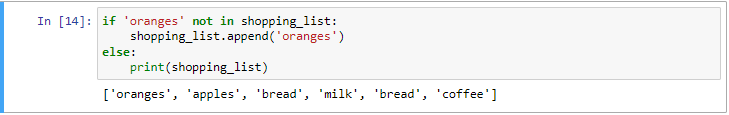 In [14]: if 'oranges' not in shopping_list:
    shopping_list.append('oranges')
else:
    print(shopping_list)
['oranges', 'apples', 'bread', 'milk', 'bread', 'coffee']